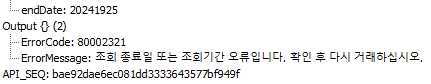 endDate: 20241925
Output {} (2)
ErrorCode: 80002321
ErrorMessage: 조회 종료일 또는 조회기간 오류입니다. 확인 후 다시 거래하십시오.
API_SEQ: bae92dae6ec081dd3333643577bf949f